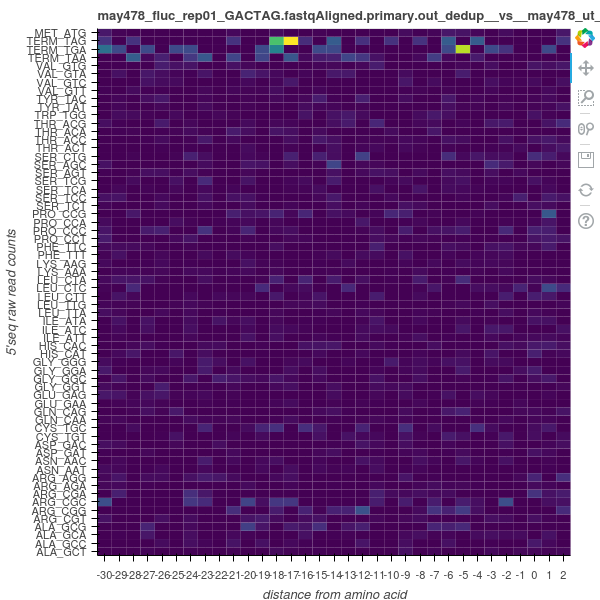 may478_fluc_rep01_GACTAG.fastqAligned.primary.out_dedup__vs__may478_ut_
MET_ATG
TERM_TAG
TERM_TGA
TERM_TAA
VAL_GTG
VAL_GTA
VAL_GTC
VAL_GTT
TYR_TAC
TYR_TAT
TRP_TGG
THR_ACG
THR_ACA
THR_ACC
THR_ACT
SER_CTG
SER_AGC
SER_AGT
SER_TCG
SER_TCA
SER_TCC
SER_TCT
PRO_CCG
PRO_CCA
PRO_CCC
PRO_CCT
PHE_TTC
PHE_TTT
LYS_AAG
LYS_AAA
LEU_CTA
LEU_CTC
LEU_CTT
LEU_TTG
LEU_TTA
ILE_ATA
ILE_ATC
ILE_ATT
HIS_CAC
HIS_CAT
GLY_GGG
GLY_GGA
GLY_GGC
GLY_GGT
GLU_GAG
GLU_GAA
GLN_CAG
GLN_CAA
CYS_TGC
CYS_TGT
ASP_GAC
ASP_GAT
ASN_AAC
ASN_AAT
ARG_AGG
ARG_AGA
ARG_CGA
ARG_CGC
ARG_CGG
ARG_CGT
ALA_GCG
ALA_GCA
ALA_GCC
ALA_GCT
5'seq raw read counts
-30 -29 -28 -27 -26 -25 -24 -23 -22 -21 -20 -19 -18 -17 -16 -15 -14 -13 -12 -11 -10 -9 -8 -7 -6 -5 -4 -3 -2 -1 0 1 2
distance from amino acid